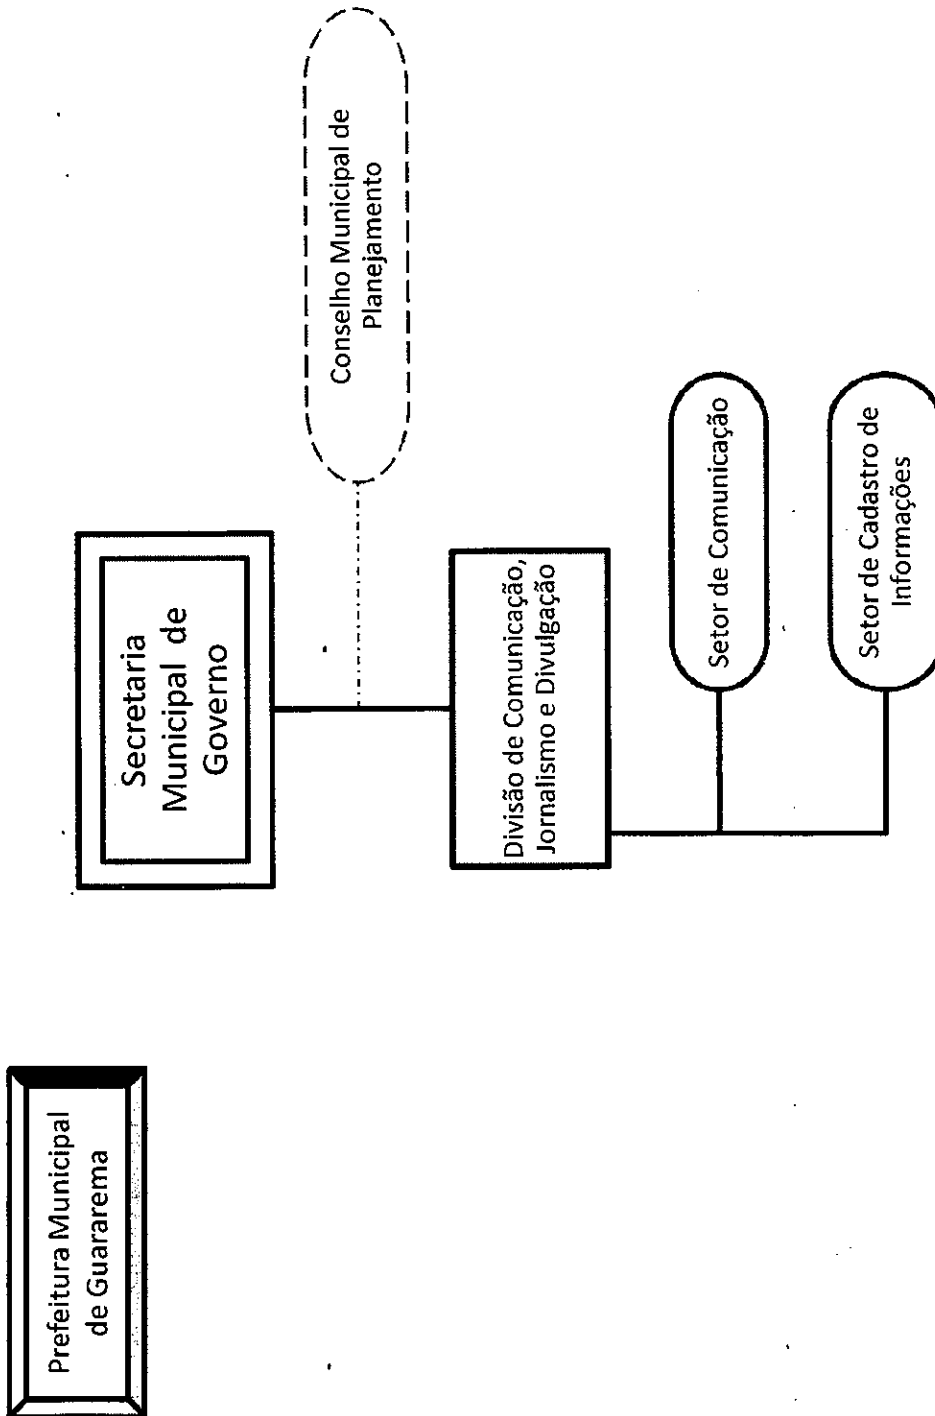 Prefeitura Municipal
de Guararema
Secretaria
Municipal de
Governo
Conselho Municipal de
Planejamento
Divisão de Comunicação,
Jornalismo e Divulgação
Setor de Comunicação
Setor de Cadastro de
Informações